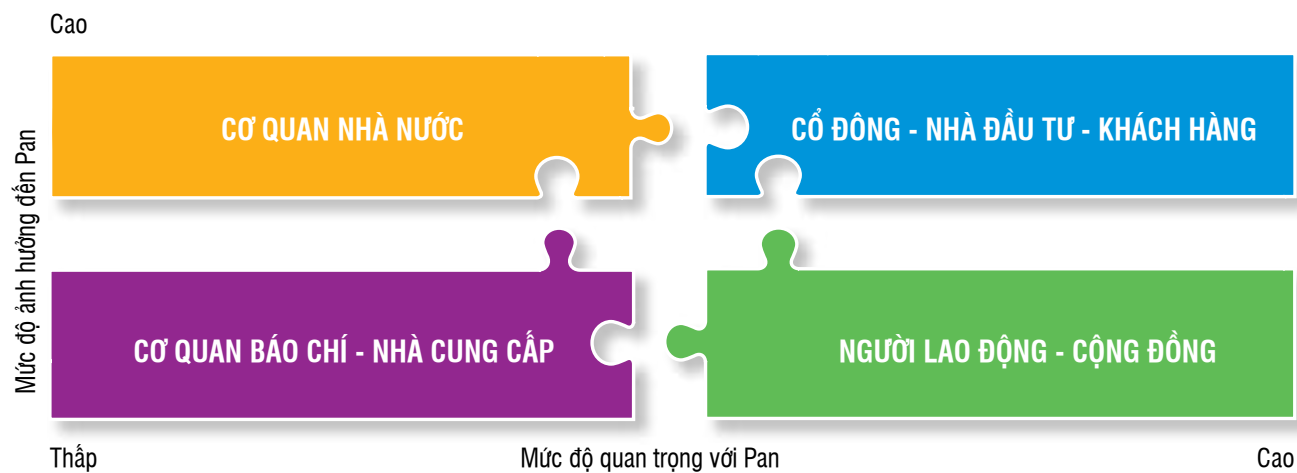 Cao
CƠ QUAN NHÀ NƯỚC
CỔ ĐÔNG - NHÀ ĐẦU TƯ - KHÁCH HÀNG
Mức độ ảnh hưởng đến Pan
CƠ QUAN BÁO CHÍ - NHÀ CUNG CẤP
NGƯỜI LAO ĐỘNG - CỘNG ĐỒNG
Thấp
Mức độ quan trọng với Pan
Cao